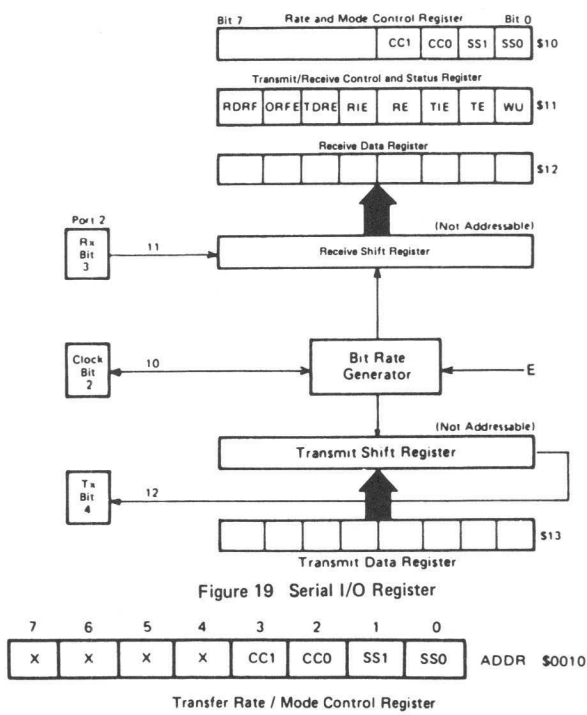 Bit 7 Rate and Mode Control Register Bit 0
CC1 CC0 SS1 SS0 $10
Transmit/Receive Control and Status Register
RDRF ORFE TDRE RIE RE TIE TE WU $11
Receive Data Register
$12
Port 2
(Not Addressable)
Rx
Bit
3
11
Receive Shift Register
Clock
Bit
2
10
Bit Rate
Generator
E
(Not Addressable)
Transmit Shift Register
Tx
Bit
4
12
$13
Transmit Data Register
Figure 19 Serial I/O Register
7 6 5 4 3 2 1 0
X X X X CC1 CC0 SS1 SS0 ADDR $0010
Transfer Rate / Mode Control Register